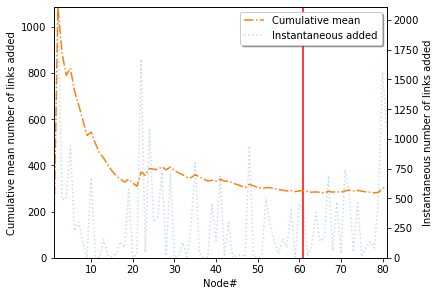 Cumulative mean
Instantaneous added
Cumulative mean number of links added
Instantaneous number of links added
1000
800
600
400
200
0
2000
1750
1500
1250
1000
750
500
250
0
10 20 30 40 50 60 70 80
Node#